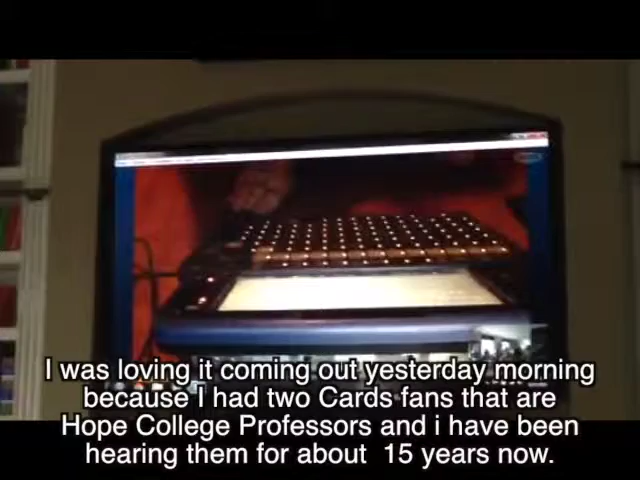 I was loving it coming out yesterday morning
because I had two Cards fans that are
Hope College Professors and i have been
hearing them for about  15 years now.